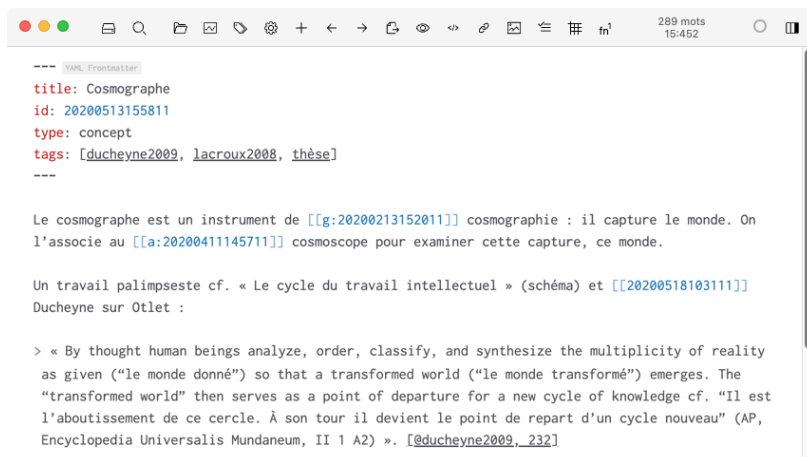 289 mots
15:452
fn¹
--- YAML Frontmatter
title: Cosmographe
id: 20200513155811
type: concept
tags: [ducheyne2009, lacroux2008, thèse]
---
Le cosmographe est un instrument de [[g:20200213152011]] cosmographie : il capture le monde. On
l’associe au [[a:20200411145711]] cosmoscope pour examiner cette capture, ce monde.
Un travail palimpseste cf. « Le cycle du travail intellectuel » (schéma) et [[20200518103111]]
Ducheyne sur Otlet :
> « By thought human beings analyze, order, classify, and synthesize the multiplicity of reality
as given (“le monde donné”) so that a transformed world (“le monde transformé”) emerges. The
“transformed world” then serves as a point of departure for a new cycle of knowledge cf. “Il est
l’aboutissement de ce cercle. À son tour il devient le point de repart d’un cycle nouveau” (AP,
Encyclopedia Universalis Mundaneum, II 1 A2) ». [@ducheyne2009, 232]